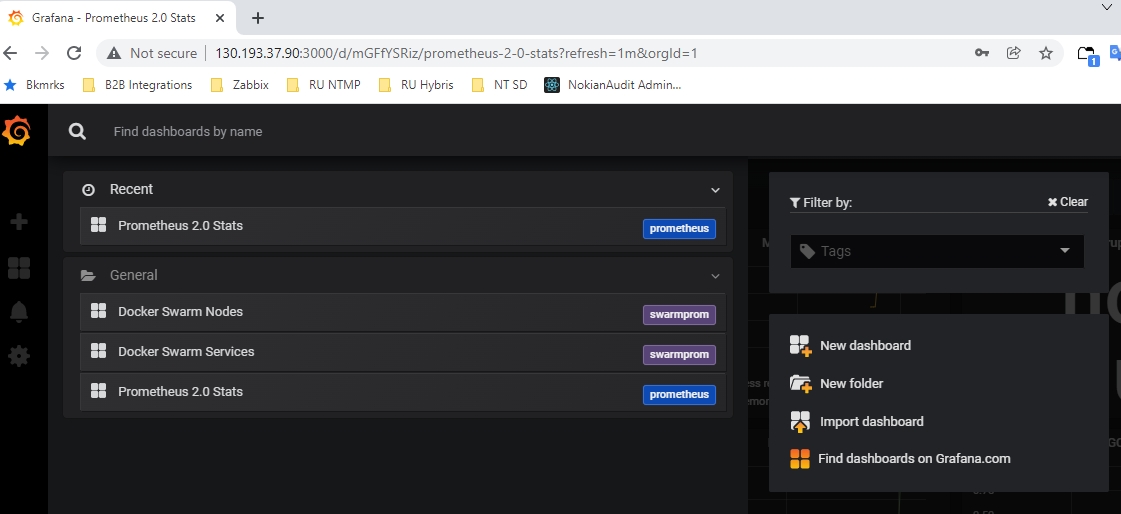 Grafana - Prometheus 2.0 Stats
Not secure
130.193.37.90:3000/d/mGFfYSRiz/prometheus-2-0-stats?refresh=1m&orgId=1
1
Bkmrks
B2B Integrations
Zabbix
RU NTMP
RU Hybris
NT SD
NokianAudit Admin...
Find dashboards by name
Recent
Prometheus 2.0 Stats
prometheus
General
Docker Swarm Nodes
swarmprom
Docker Swarm Services
swarmprom
Prometheus 2.0 Stats
prometheus
Filter by:
Clear
Tags
New dashboard
New folder
Import dashboard
Find dashboards on Grafana.com